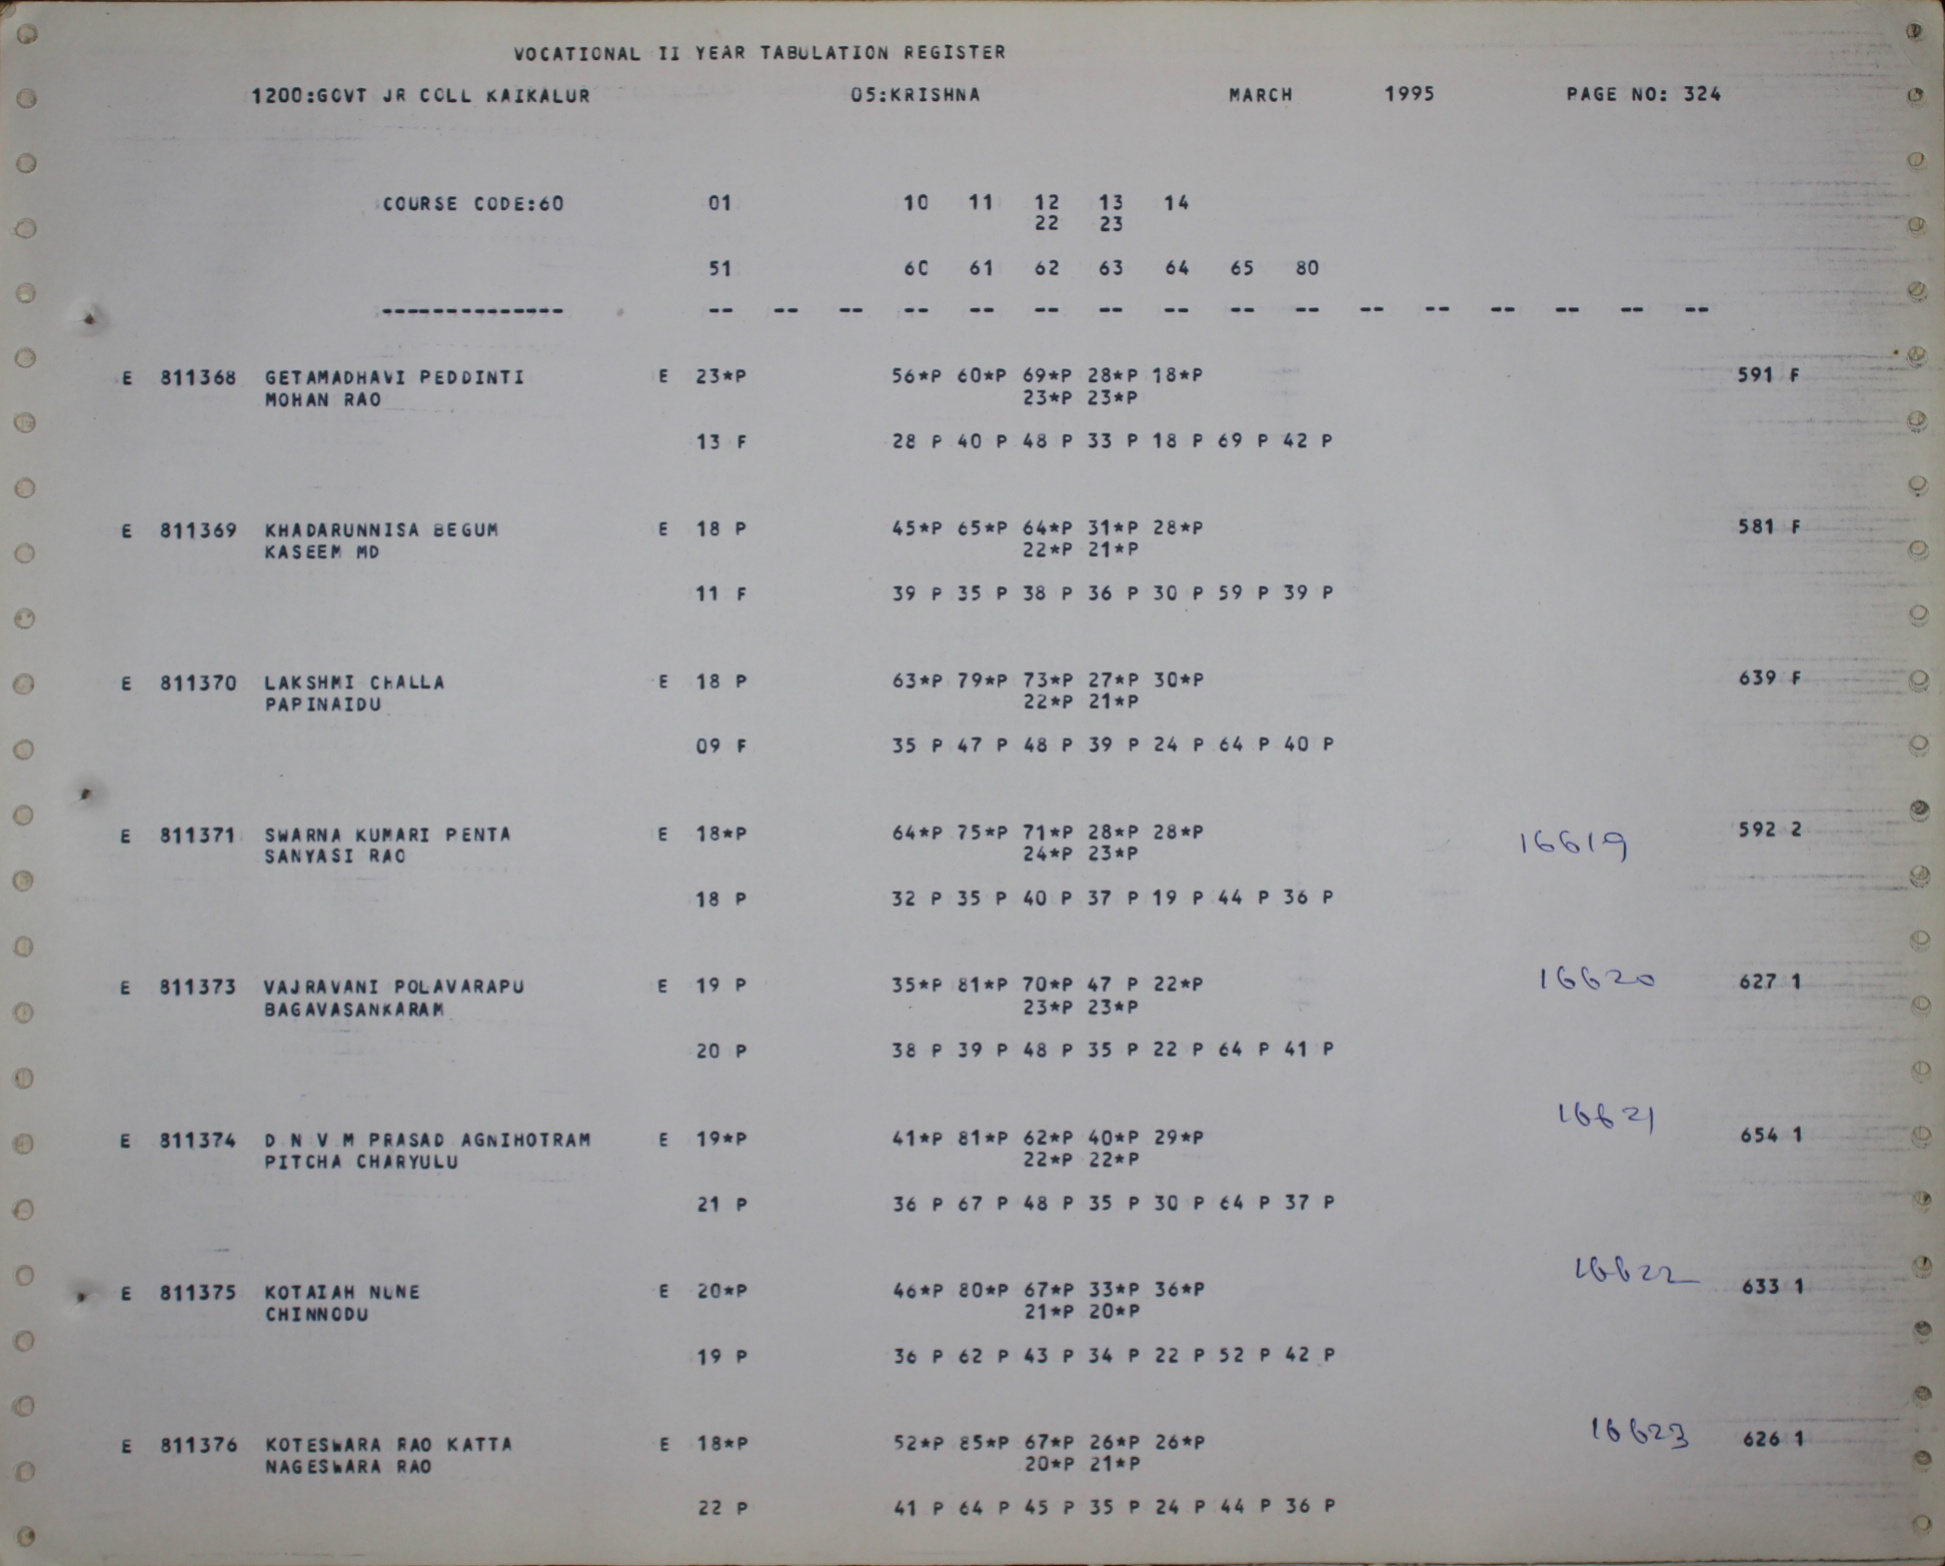 VOCATIONAL II YEAR TABULATION REGISTER
1200:GOVT JR COLL KAIKALUR 05:KRISHNA MARCH 1995 PAGE NO: 324
COURSE CODE:60 01 10 11 12 13 14
22 23
51 60 61 62 63 64 65 80
-------------- -- -- -- -- -- -- -- -- -- -- -- -- -- -- -- --
E 811368 GETAMADHAVI PEDDINTI E 23*P 56*P 60*P 69*P 28*P 18*P 591 F
MOHAN RAO 23*P 23*P
13 F 28 P 40 P 48 P 33 P 18 P 69 P 42 P
E 811369 KHADARUNNISA BEGUM E 18 P 45*P 65*P 64*P 31*P 28*P 581 F
KASEEM MD 22*P 21*P
11 F 39 P 35 P 38 P 36 P 30 P 59 P 39 P
E 811370 LAKSHMI CHALLA E 18 P 63*P 79*P 73*P 27*P 30*P 639 F
PAPINAIDU 22*P 21*P
09 F 35 P 47 P 48 P 39 P 24 P 64 P 40 P
E 811371 SWARNA KUMARI PENTA E 18*P 64*P 75*P 71*P 28*P 28*P 16619 592 2
SANYASI RAO 24*P 23*P
18 P 32 P 35 P 40 P 37 P 19 P 44 P 36 P
E 811373 VAJRAVANI POLAVARAPU E 19 P 35*P 81*P 70*P 47 P 22*P 16620 627 1
BAGAVASANKARAM 23*P 23*P
20 P 38 P 39 P 48 P 35 P 22 P 64 P 41 P
E 811374 D N V M PRASAD AGNIHOTRAM E 19*P 41*P 81*P 62*P 40*P 29*P 16621 654 1
PITCHA CHARYULU 22*P 22*P
21 P 36 P 67 P 48 P 35 P 30 P 64 P 37 P
E 811375 KOTAIAH NUNE E 20*P 46*P 80*P 67*P 33*P 36*P 16622 633 1
CHINNODU 21*P 20*P
19 P 36 P 62 P 43 P 34 P 22 P 52 P 42 P
E 811376 KOTESWARA RAO KATTA E 18*P 52*P 85*P 67*P 26*P 26*P 16623 626 1
NAGESWARA RAO 20*P 21*P
22 P 41 P 64 P 45 P 35 P 24 P 44 P 36 P